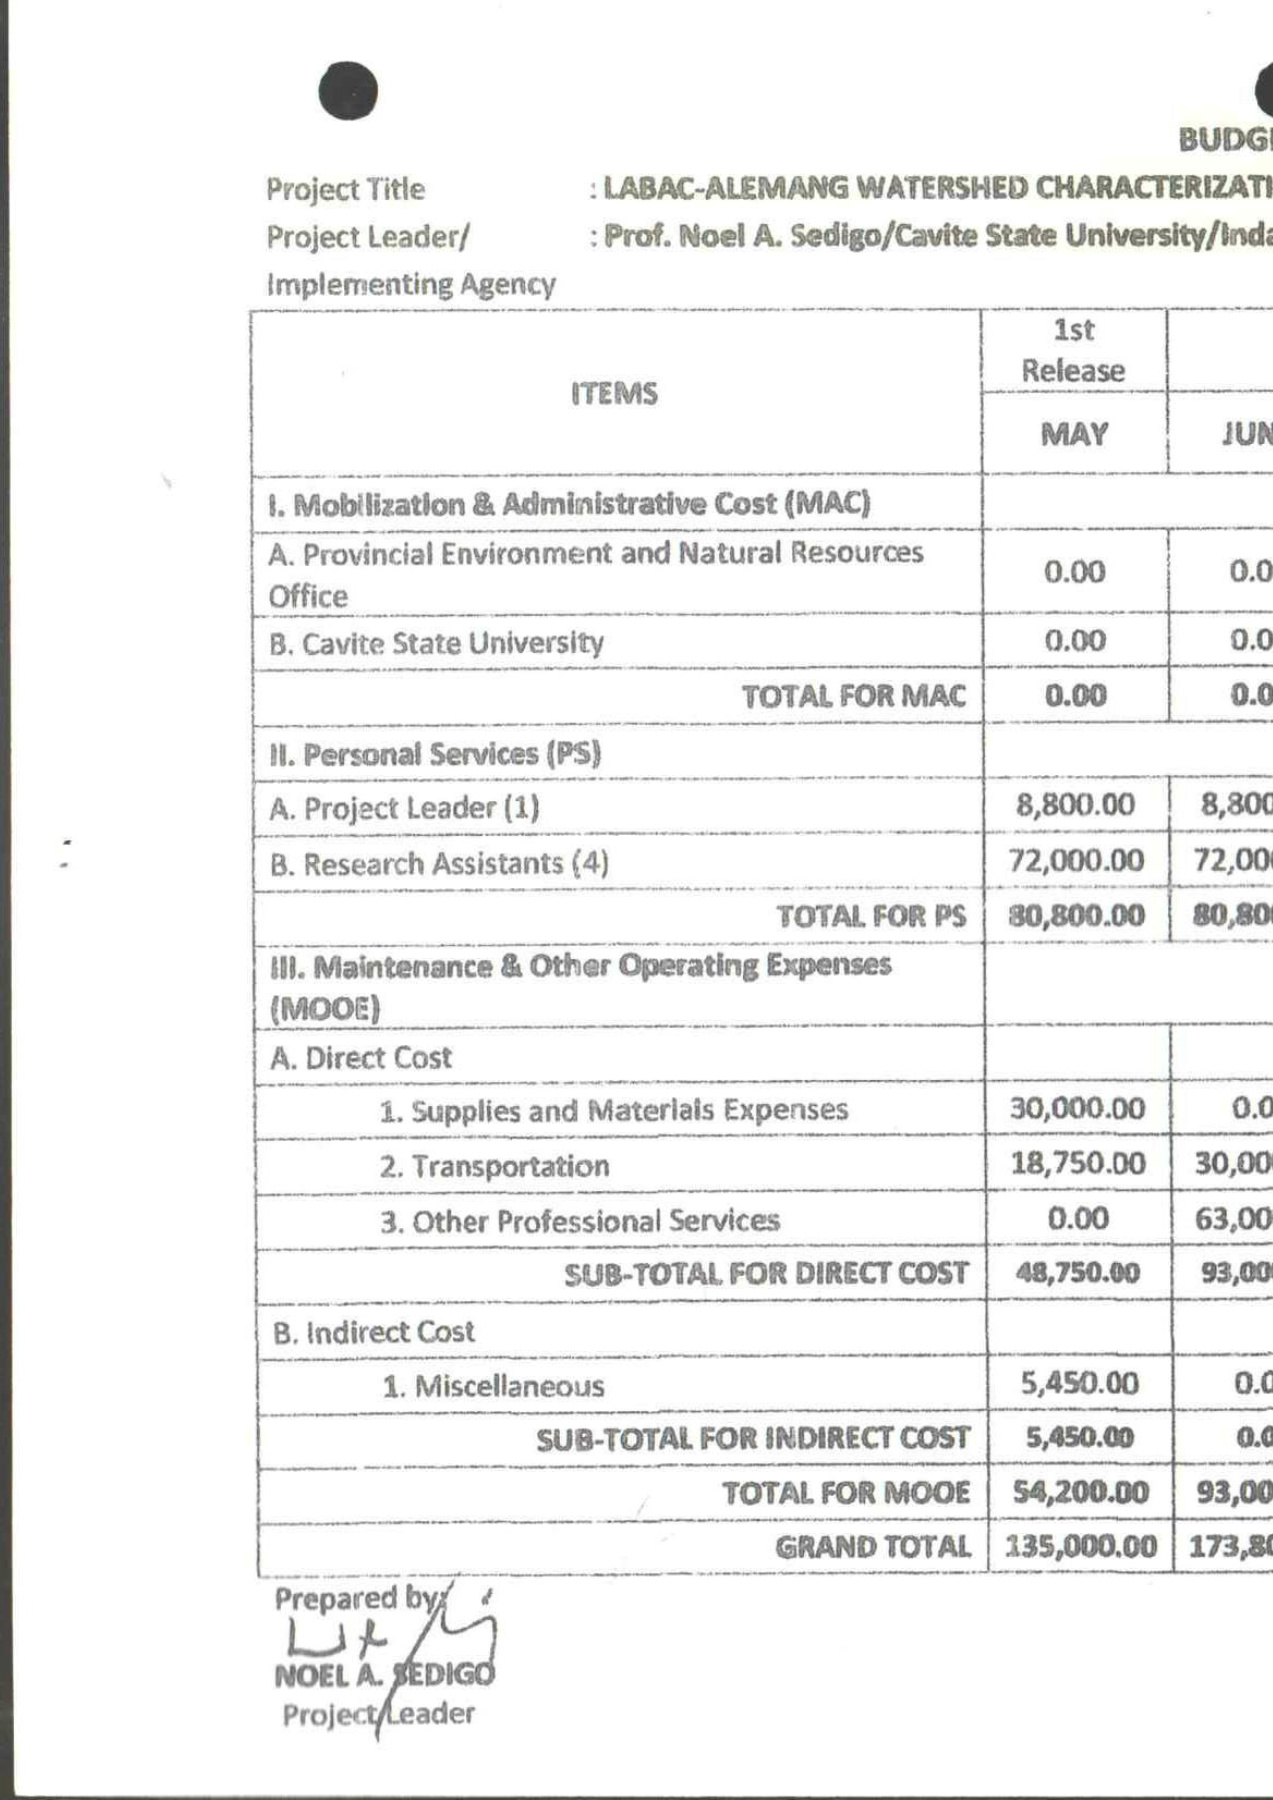 BUDG
Project Title : LABAC-ALEMANG WATERSHED CHARACTERIZATI
Project Leader/ : Prof. Noel A. Sedigo/Cavite State University/Inda
Implementing Agency
ITEMS
1st
Release
MAY JUN
I. Mobilization & Administrative Cost (MAC)
A. Provincial Environment and Natural Resources
Office 0.00 0.0
B. Cavite State University 0.00 0.0
TOTAL FOR MAC 0.00 0.0
II. Personal Services (PS)
A. Project Leader (1) 8,800.00 8,800
B. Research Assistants (4) 72,000.00 72,00
TOTAL FOR PS 80,800.00 80,80
III. Maintenance & Other Operating Expenses
(MOOE)
A. Direct Cost
1. Supplies and Materials Expenses 30,000.00 0.0
2. Transportation 18,750.00 30,00
3. Other Professional Services 0.00 63,00
SUB-TOTAL FOR DIRECT COST 48,750.00 93,00
B. Indirect Cost
1. Miscellaneous 5,450.00 0.0
SUB-TOTAL FOR INDIRECT COST 5,450.00 0.0
TOTAL FOR MOOE 54,200.00 93,00
GRAND TOTAL 135,000.00 173,80
Prepared by:
NOEL A. SEDIGO
Project Leader